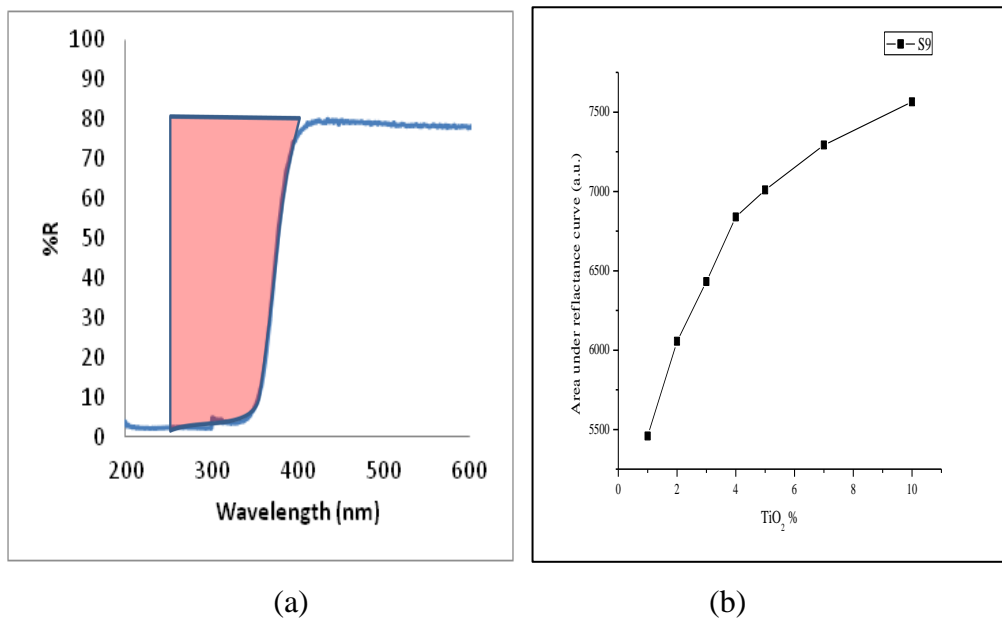 100
90
80
70
60
50
40
30
20
10
0
%R
200 300 400 500 600
Wavelength (nm)
(a)
S9
7500
7000
6500
6000
5500
Area under reflactance curve (a.u.)
0 2 4 6 8 10
TiO₂ %
(b)